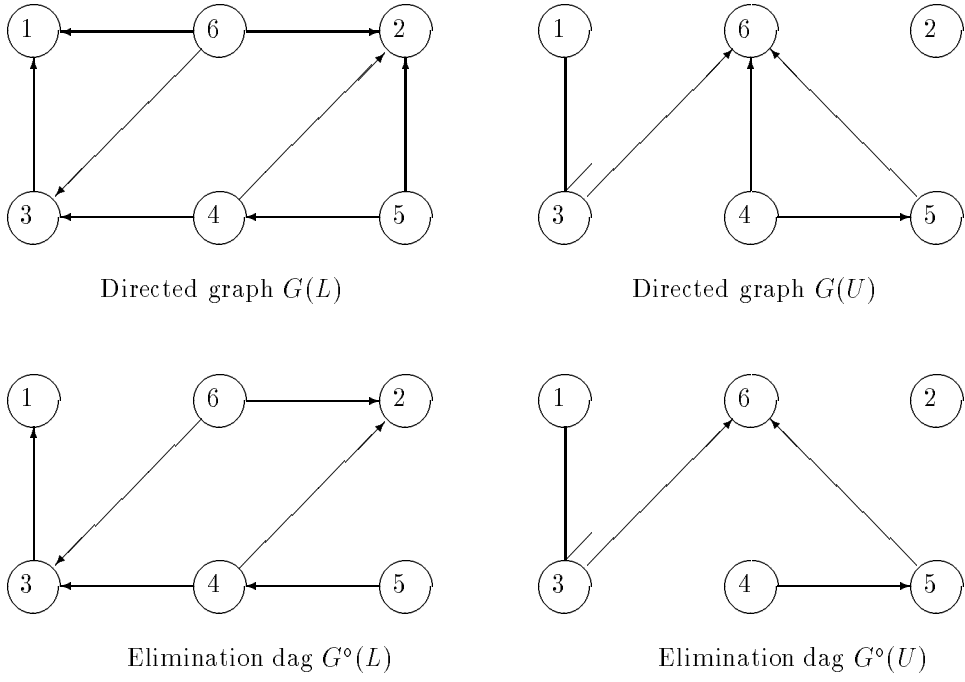 1 6 2 1 6 2
3 4 5 3 4 5
Directed graph G(L) Directed graph G(U)
1 6 2 1 6 2
3 4 5 3 4 5
Elimination dag G°(L) Elimination dag G°(U)